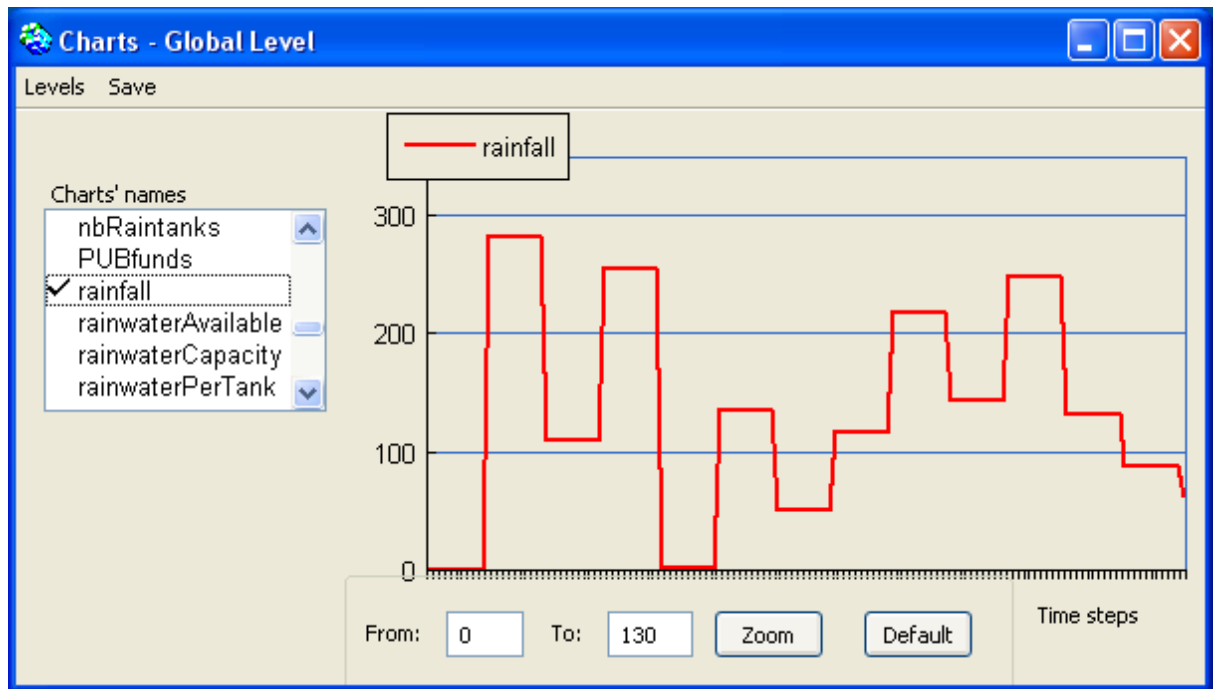 Charts - Global Level
Levels Save
rainfall
Charts' names
nbRaintanks
PUBfunds
rainfall
rainwaterAvailable
rainwaterCapacity
rainwaterPerTank
300
200
100
0
From: 0 To: 130 Zoom Default
Time steps